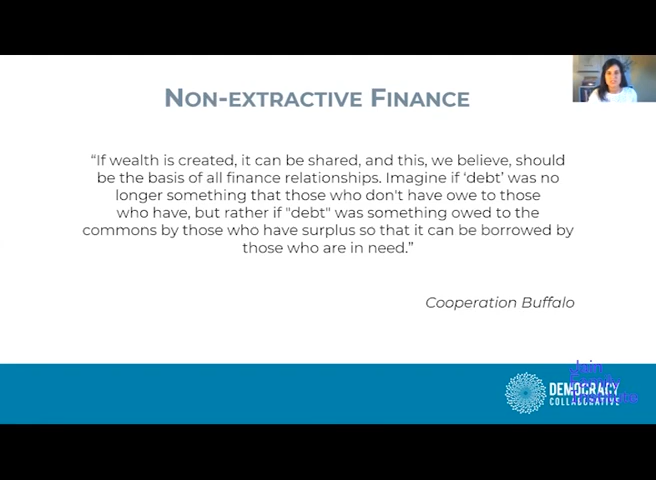 NON-EXTRACTIVE FINANCE
“If wealth is created, it can be shared, and this, we believe, should
be the basis of all finance relationships. Imagine if ‘debt’ was no
longer something that those who don't have owe to those
who have, but rather if "debt" was something owed to the
commons by those who have surplus so that it can be borrowed by
those who are in need.”
Cooperation Buffalo
Jain
Family
Institute
DEMOCRACY
COLLABORATIVE